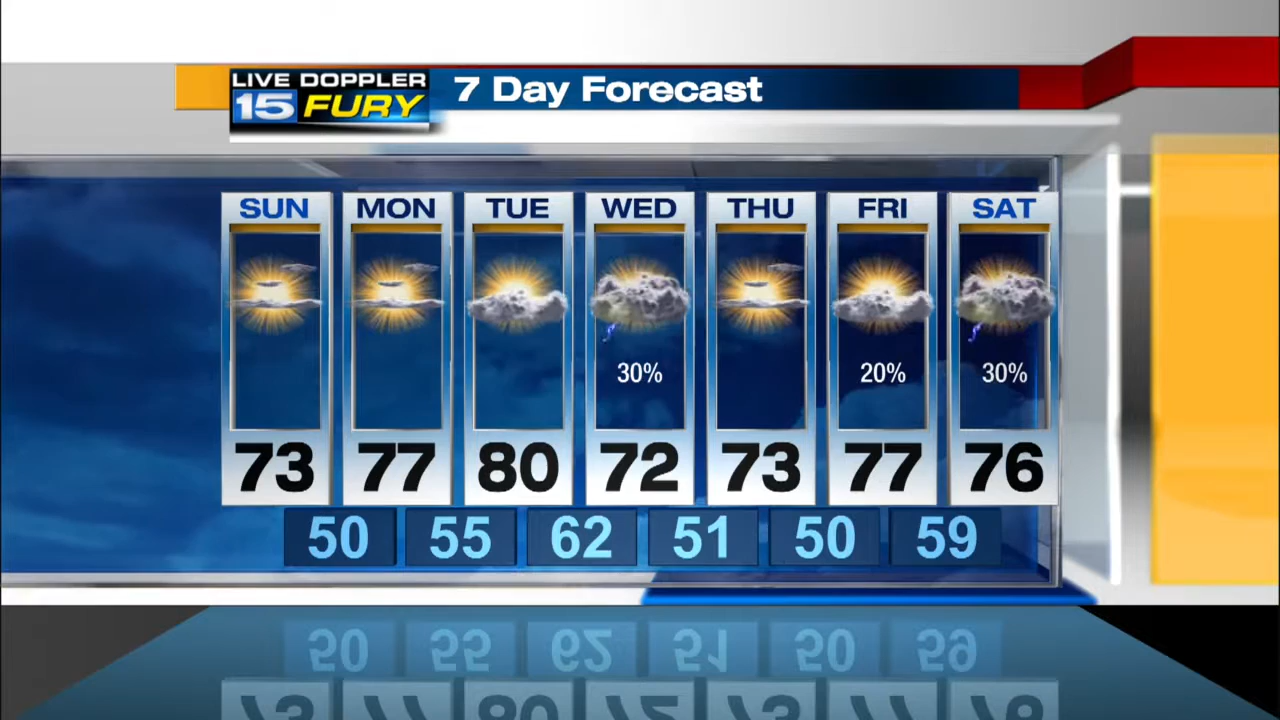 LIVE DOPPLER
15 FURY
7 Day Forecast
SUN MON TUE WED THU FRI SAT
30% 20% 30%
73 77 80 72 73 77 76
50 55 62 51 50 59